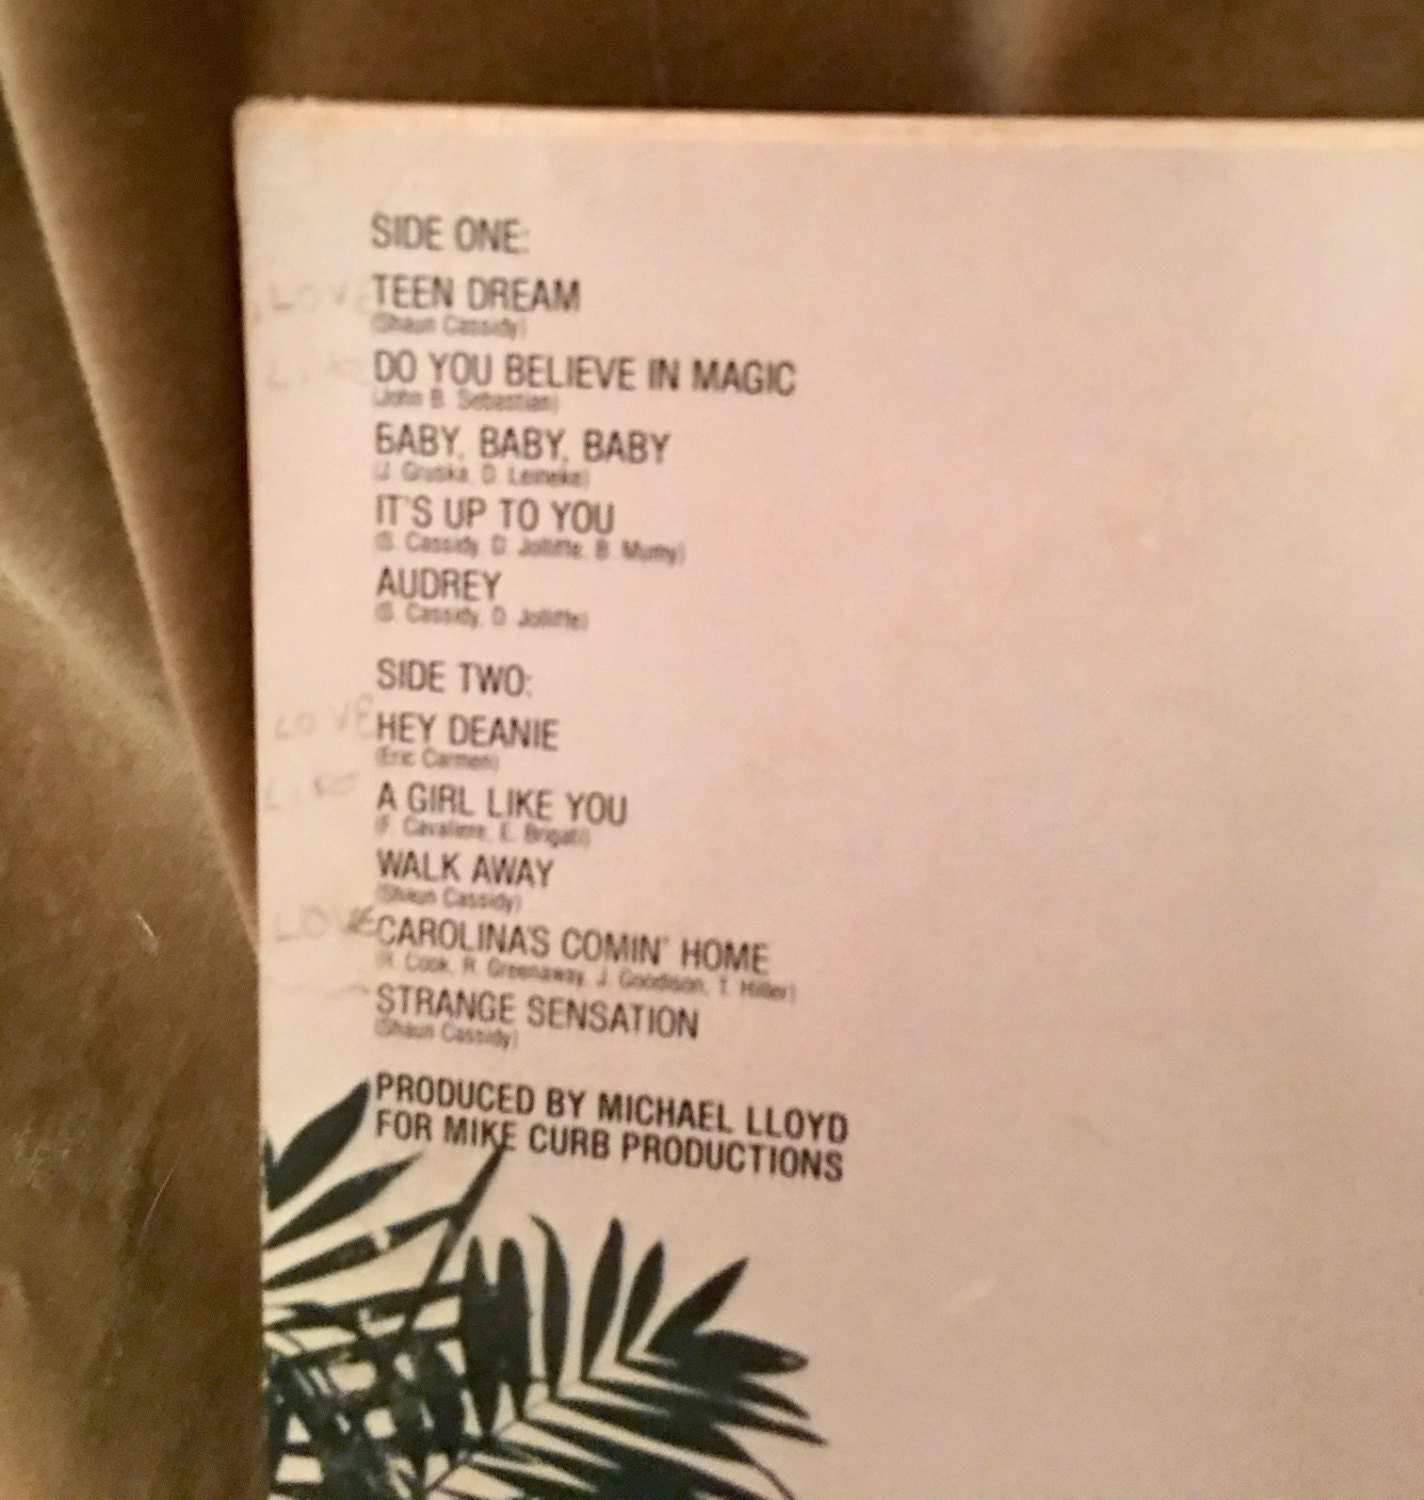 SIDE ONE:
LOVE TEEN DREAM
(Shaun Cassidy)
LIKE DO YOU BELIEVE IN MAGIC
(John B. Sebastian)
BABY, BABY, BABY
(J. Gruska, D. Leineke)
IT'S UP TO YOU
(S. Cassidy, D. Jolliffe, B. Mumy)
AUDREY
(S. Cassidy, D. Jolliffe)
SIDE TWO:
LOVE HEY DEANIE
(Eric Carmen)
LIKE A GIRL LIKE YOU
(F. Cavaliere, E. Brigati)
WALK AWAY
(Shaun Cassidy)
LOVE CAROLINA'S COMIN' HOME
(R. Cook, R. Greenaway, J. Goodison, T. Hiller)
STRANGE SENSATION
(Shaun Cassidy)
PRODUCED BY MICHAEL LLOYD
FOR MIKE CURB PRODUCTIONS